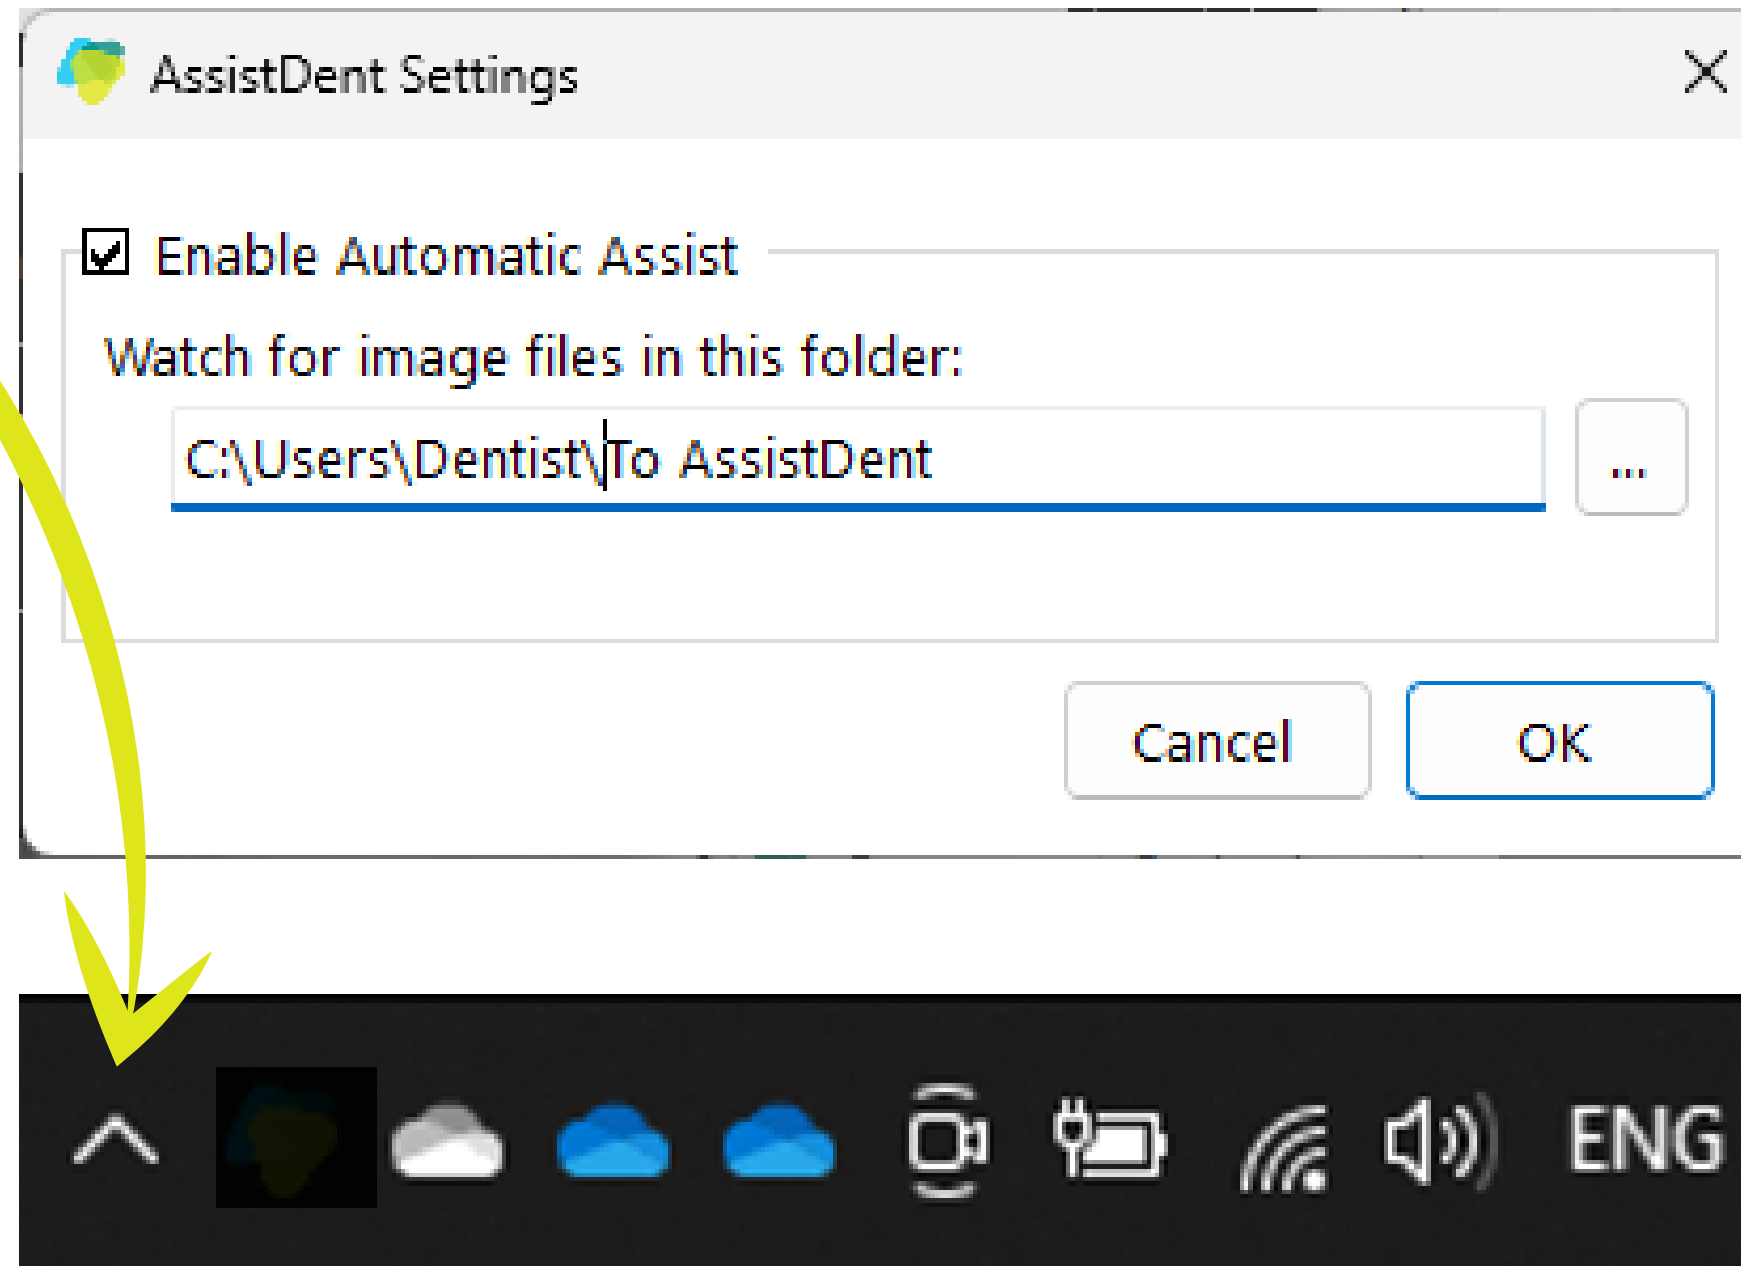 AssistDent Settings
Enable Automatic Assist
Watch for image files in this folder:
C:\Users\Dentist\To AssistDent
...
Cancel
OK
ENG